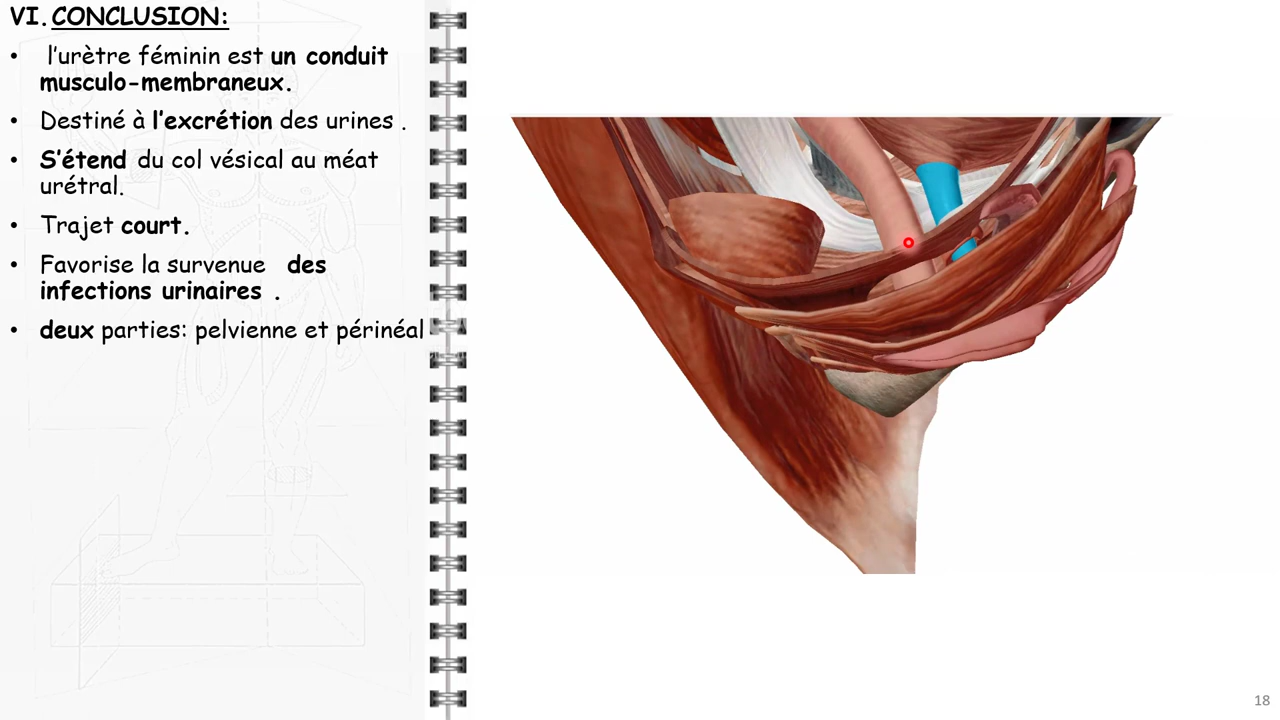 VI. CONCLUSION:
• l'urètre féminin est un conduit
musculo-membraneux.
• Destiné à l'excrétion des urines .
• S'étend du col vésical au méat
urétral.
• Trajet court.
• Favorise la survenue des
infections urinaires .
• deux parties: pelvienne et périnéal
18